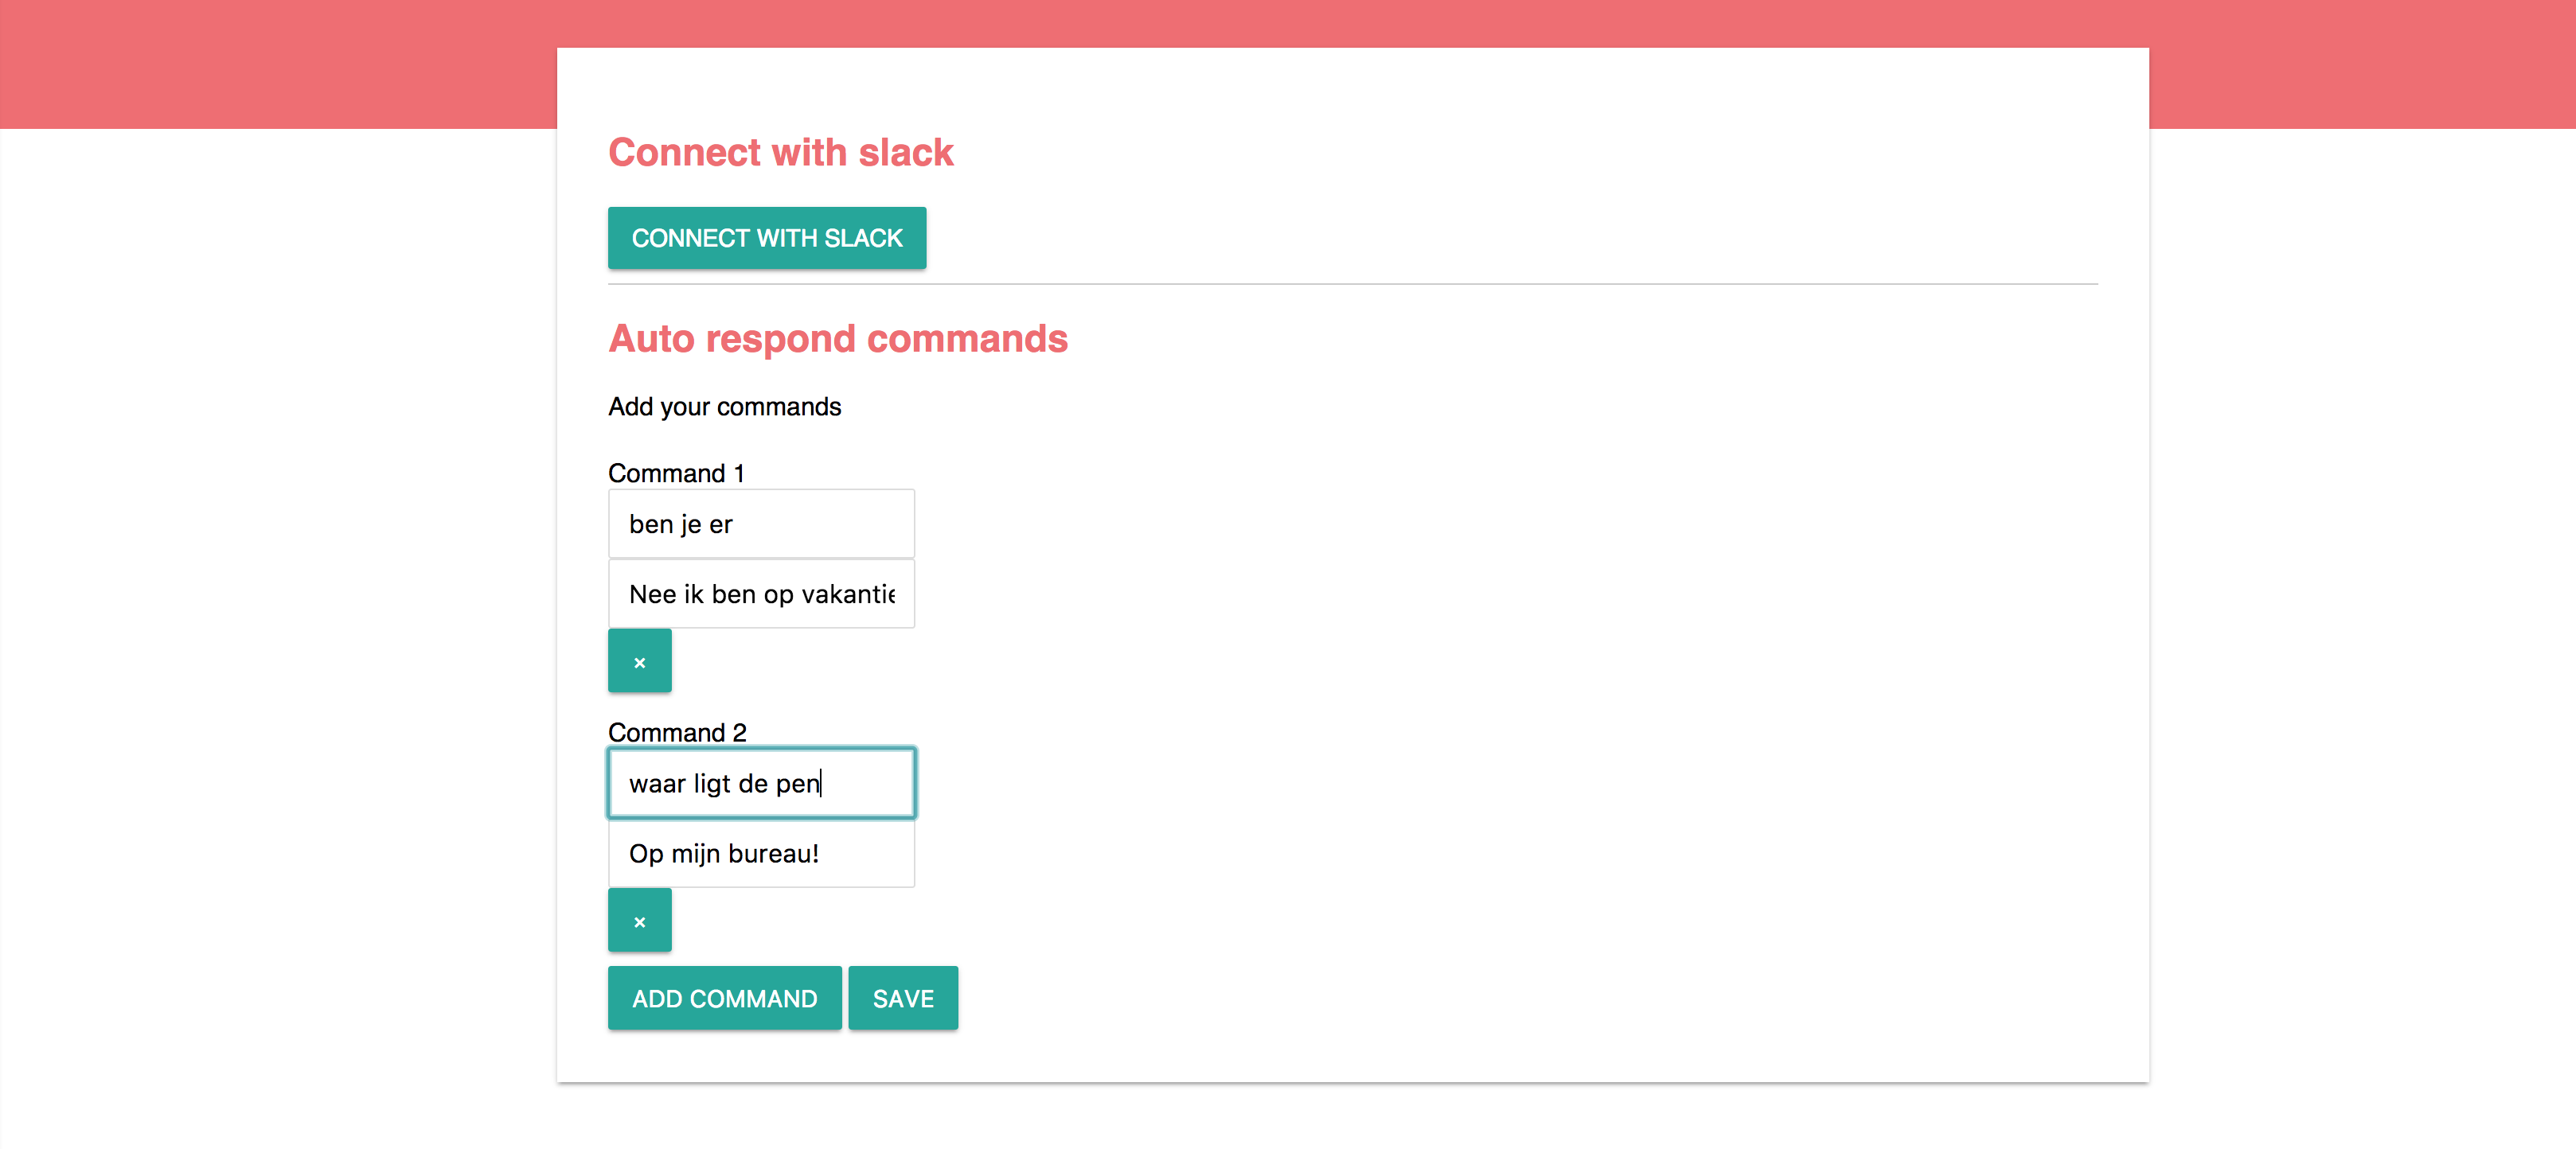 Connect with slack
CONNECT WITH SLACK
Auto respond commands
Add your commands
Command 1
ben je er
Nee ik ben op vakantie
×
Command 2
waar ligt de pen
Op mijn bureau!
×
ADD COMMAND SAVE